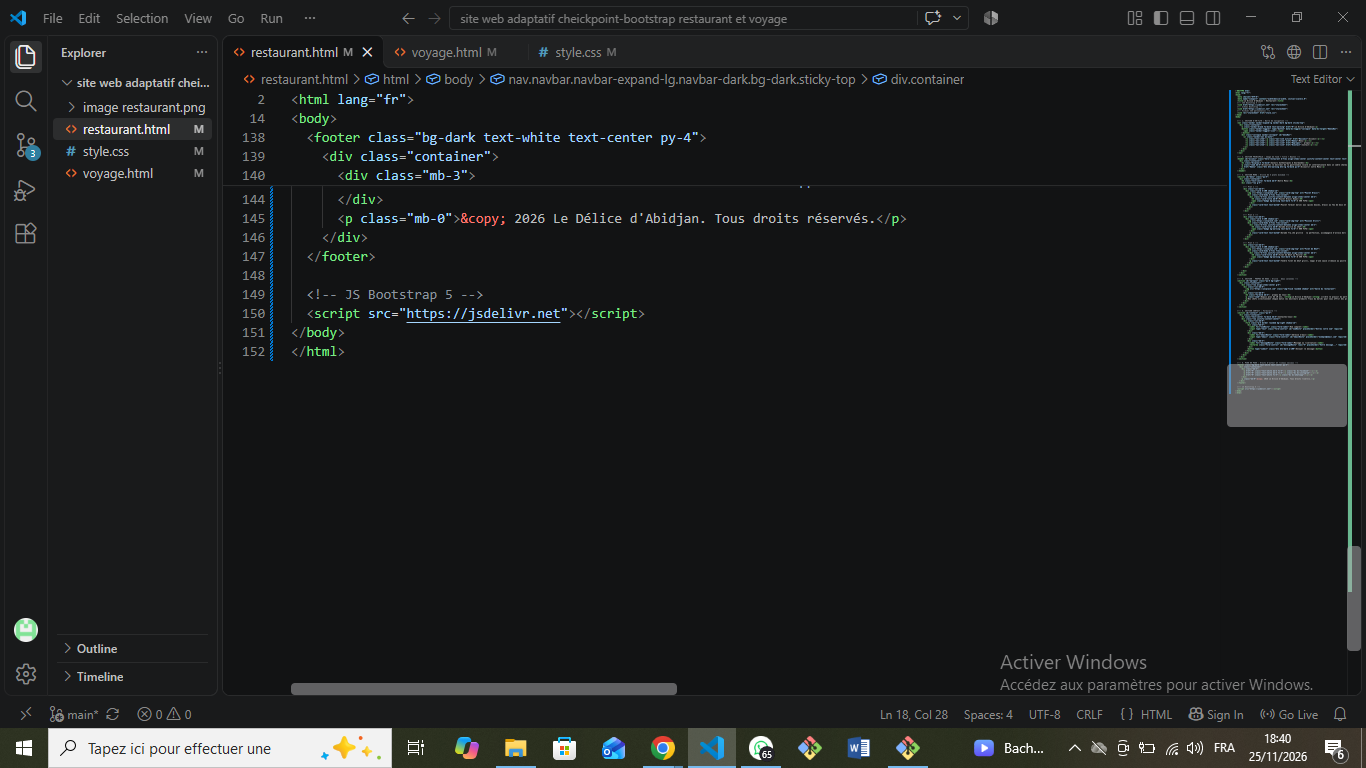 File Edit Selection View Go Run ···
site web adaptatif cheickpoint-bootstrap restaurant et voyage
Explorer ···
site web adaptatif chei...
image restaurant.png
restaurant.html M
style.css M
voyage.html M
Outline
Timeline
restaurant.html M voyage.html M # style.css M
restaurant.html > html > body > nav.navbar.navbar-expand-lg.navbar-dark.bg-dark.sticky-top > div.container
Text Editor
2 <html lang="fr">
14 <body>
138 <footer class="bg-dark text-white text-center py-4">
139 <div class="container">
140 <div class="mb-3">
144 </div>
145 <p class="mb-0">&copy; 2026 Le Délice d'Abidjan. Tous droits réservés.</p>
146 </div>
147 </footer>
148
149 <!-- JS Bootstrap 5 -->
150 <script src="https://jsdelivr.net"></script>
151 </body>
152 </html>
3
Activer Windows
Accédez aux paramètres pour activer Windows.
main* 0 0 Ln 18, Col 28 Spaces: 4 UTF-8 CRLF {} HTML Sign In Go Live
Tapez ici pour effectuer une
65
Bach...
FRA
18:40
25/11/2026
6